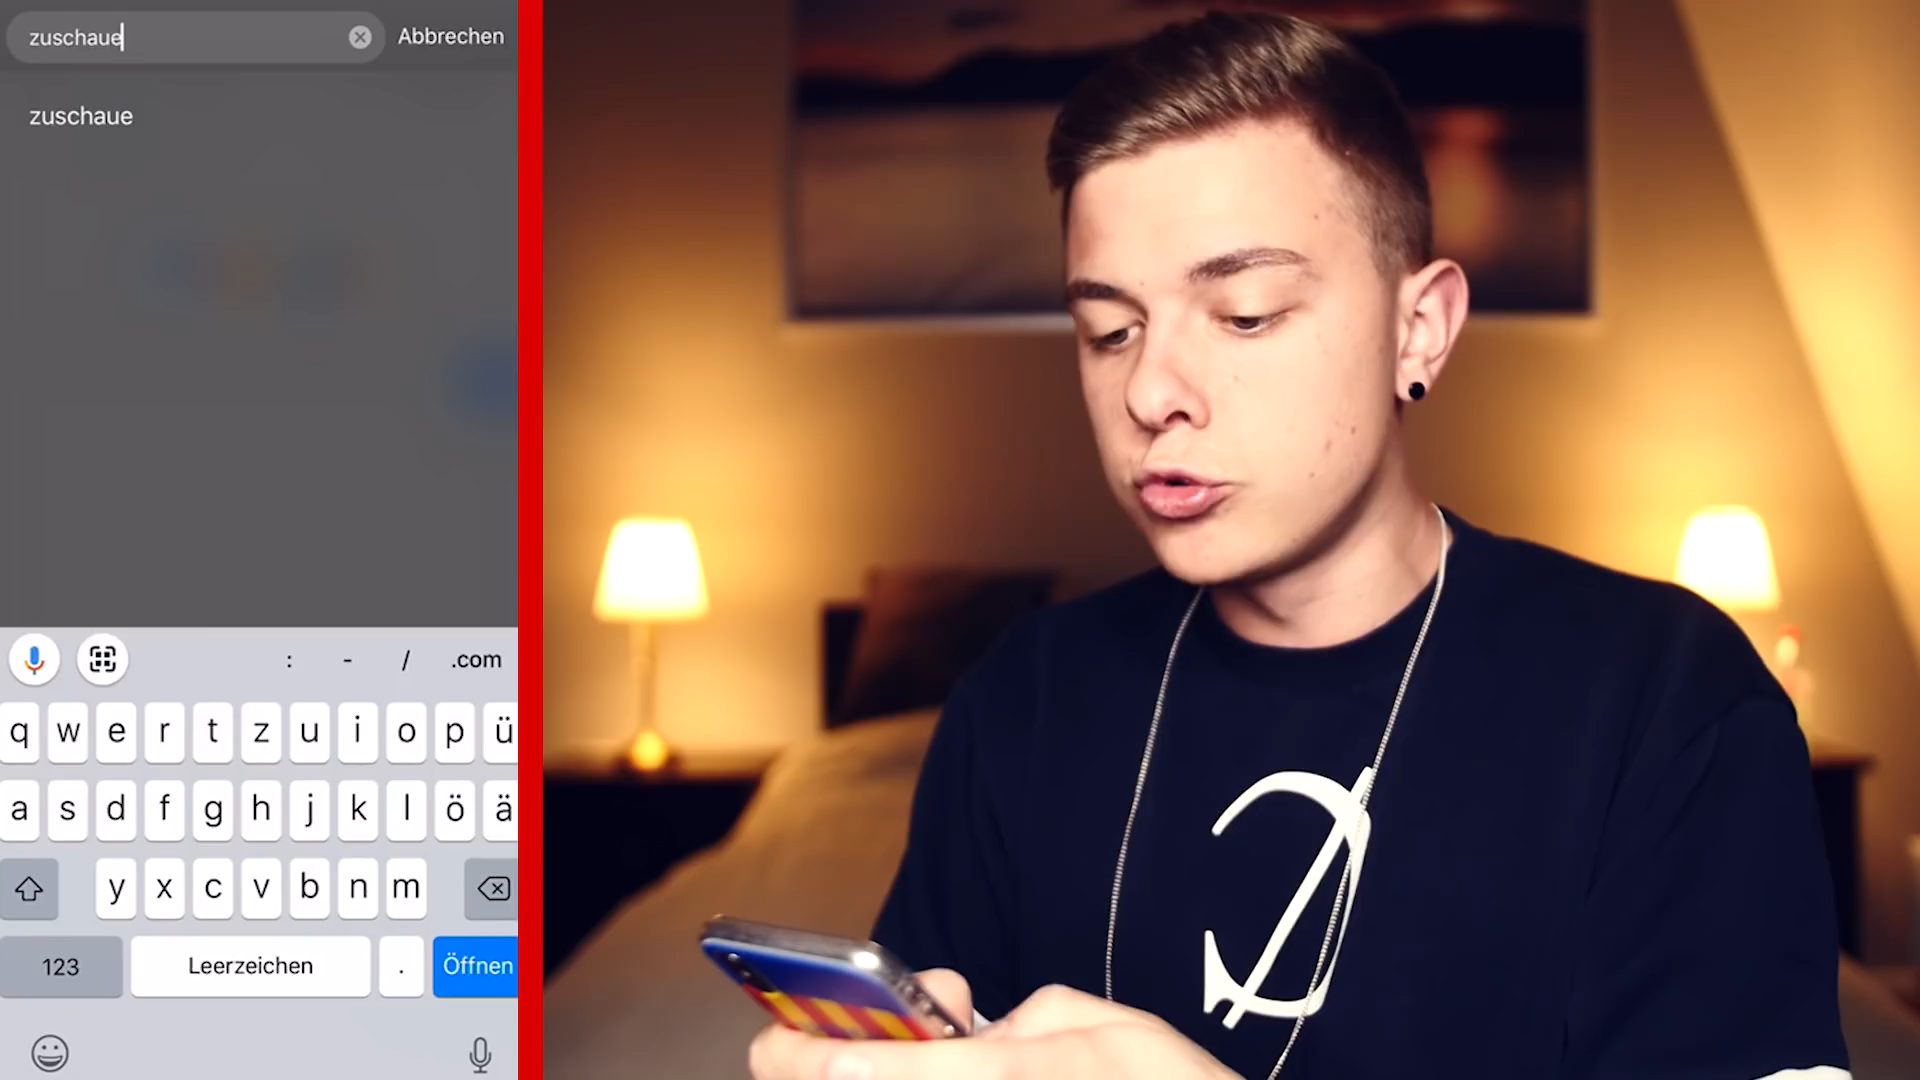 zuschaue
Abbrechen
zuschaue
: - / .com
q w e r t z u i o p ü
a s d f g h j k l ö ä
y x c v b n m
123 Leerzeichen . Öffnen